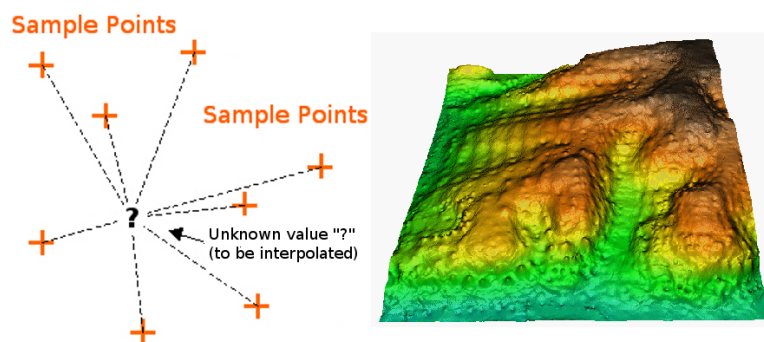 Sample Points
Sample Points
?
Unknown value "?"
(to be interpolated)